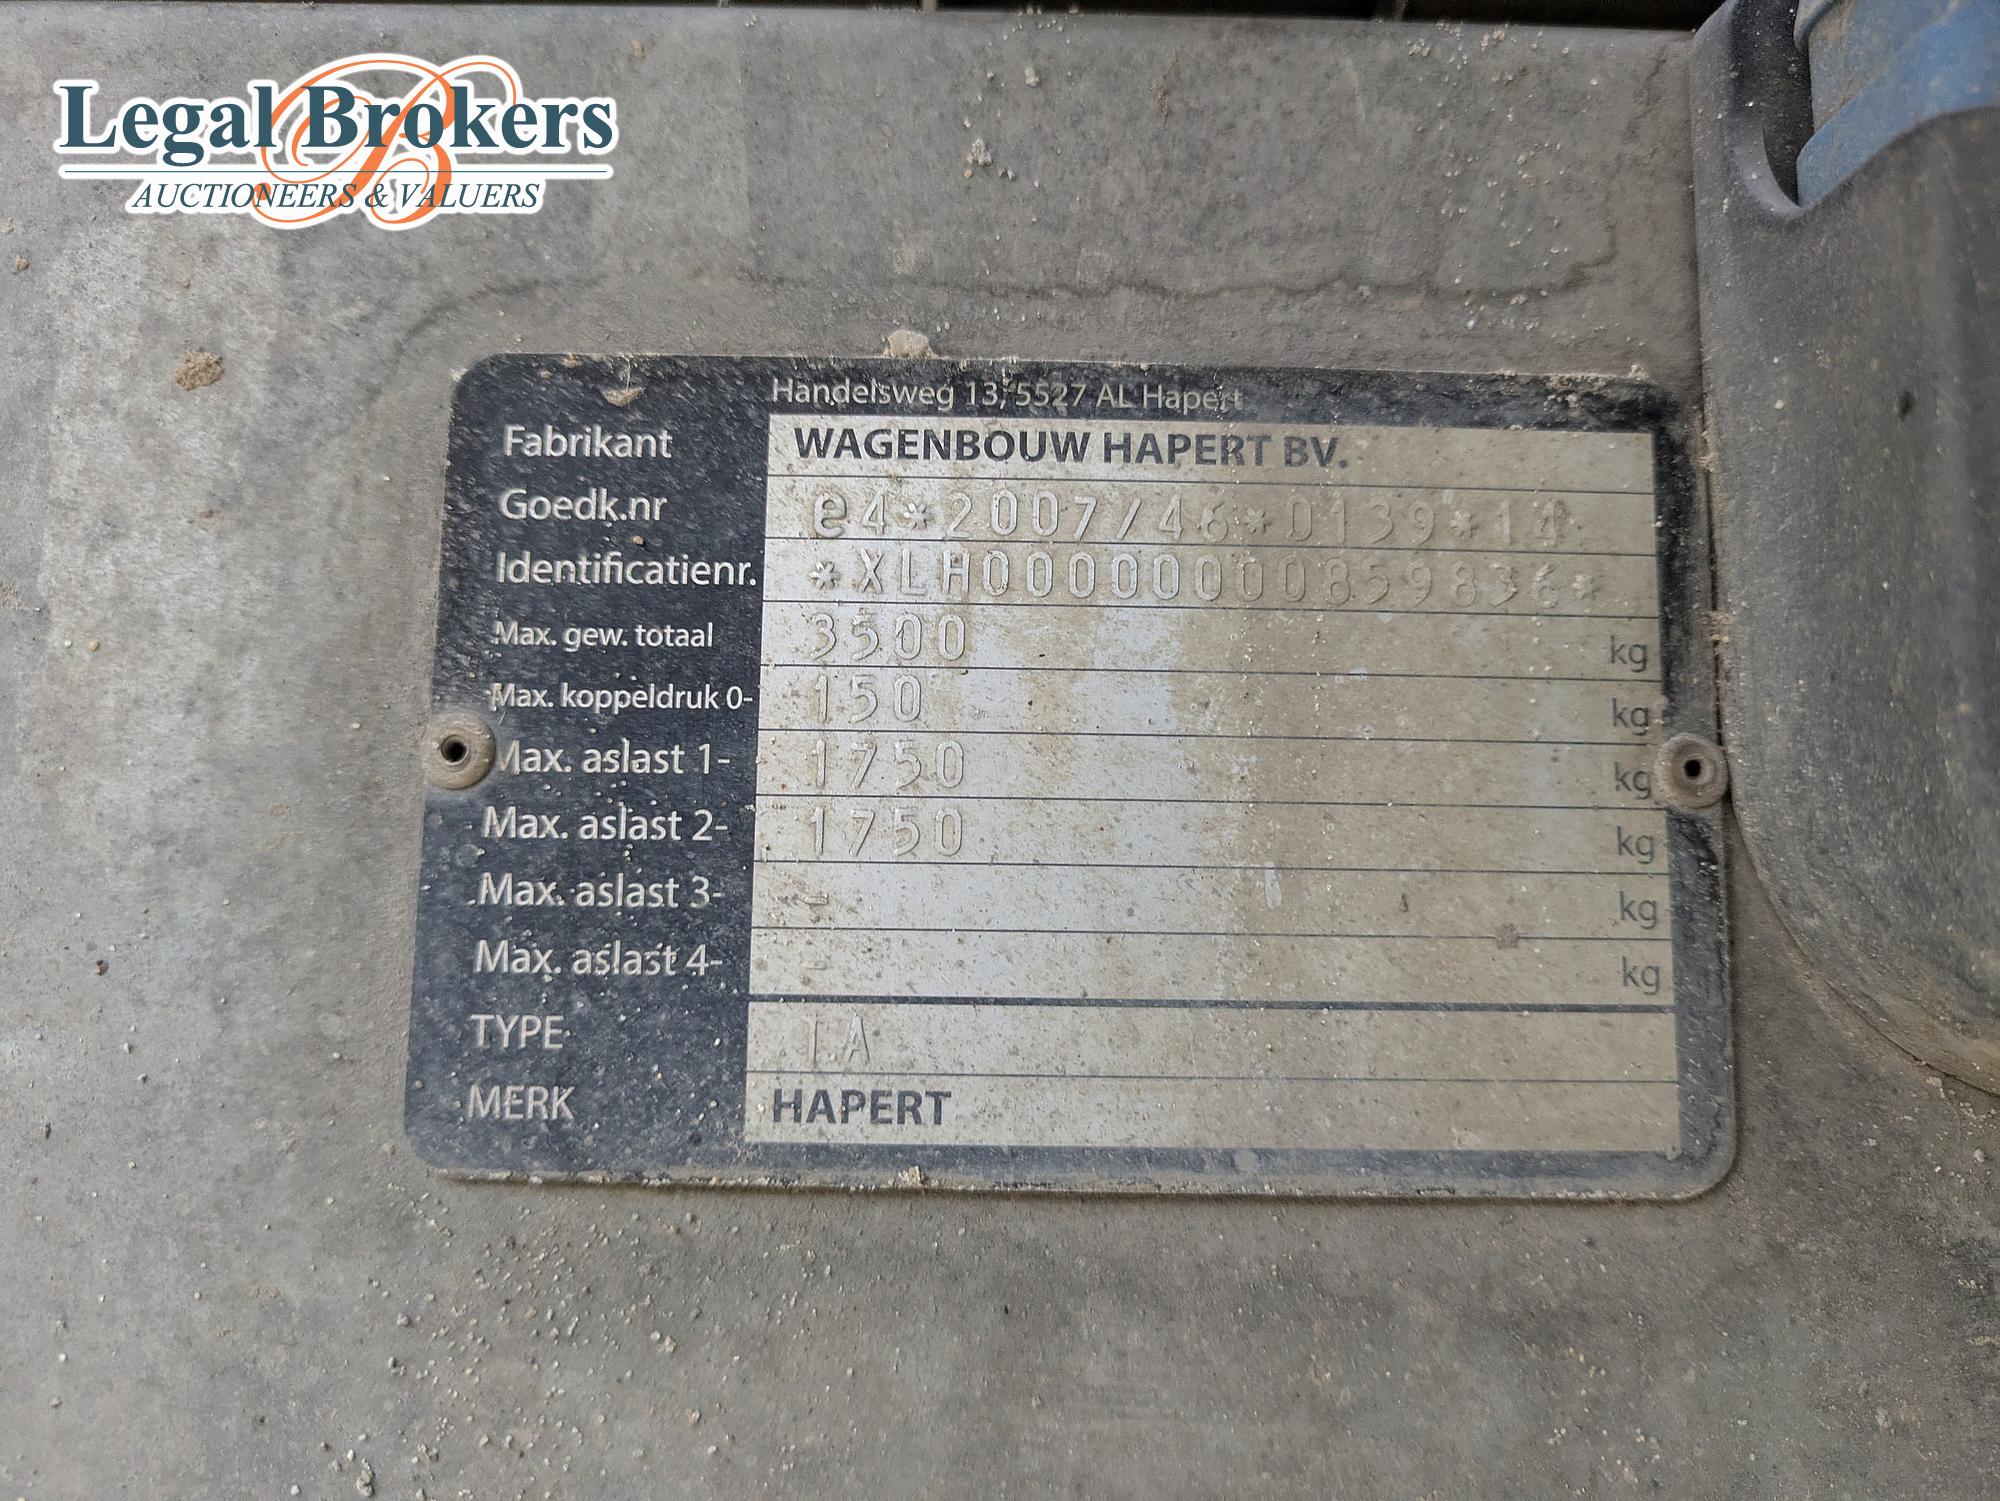 Legal Brokers
AUCTIONEERS & VALUERS
Handelsweg 13, 5527 AL Hapert
Fabrikant WAGENBOUW HAPERT BV.
Goedk.nr e4*2007/46*0139*14
Identificatienr. *XLH00000000859836*
Max. gew. totaal 3500 kg
Max. koppeldruk 0- 150 kg
Max. aslast 1- 1750 kg
Max. aslast 2- 1750 kg
Max. aslast 3- - kg
Max. aslast 4- - kg
TYPE I.A
MERK HAPERT